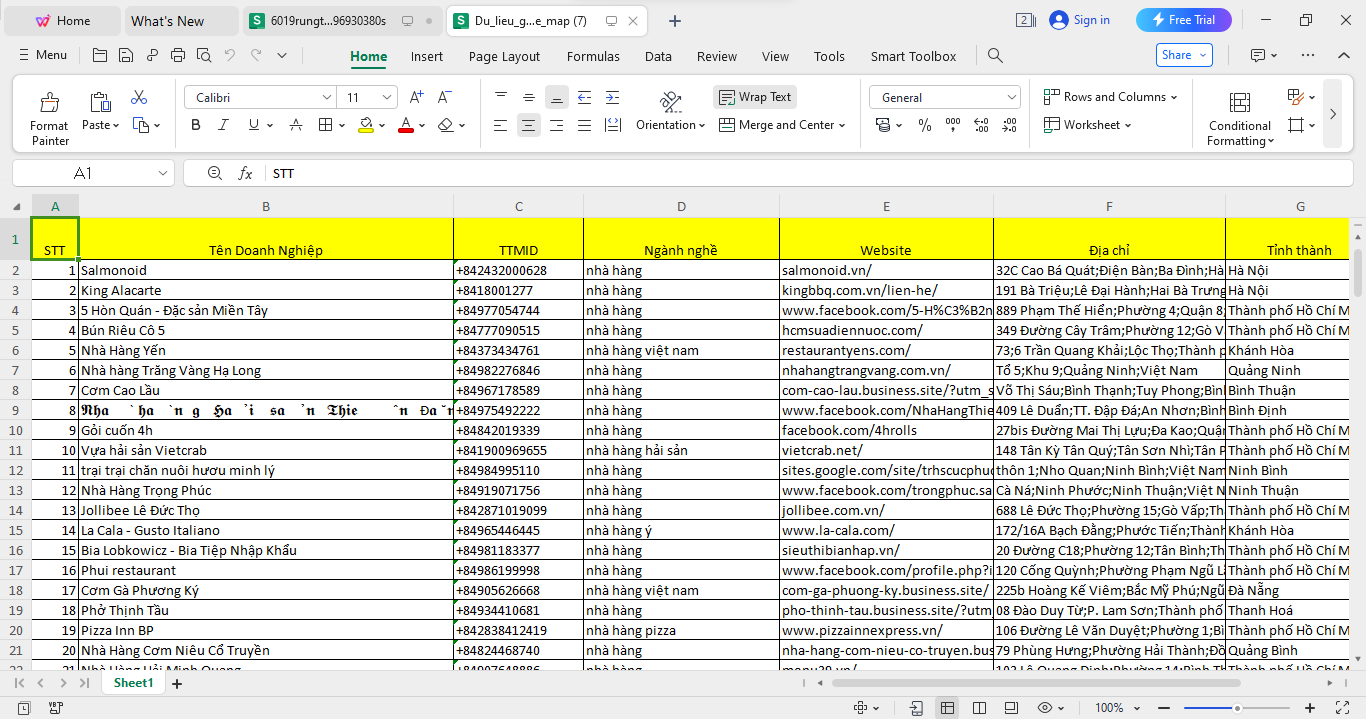 Home What's New 6019rungt...96930380s Du_lieu_g...e_map (7) Sign in Free Trial
Menu Home Insert Page Layout Formulas Data Review View Tools Smart Toolbox Share
Format Painter Paste Calibri 11 Wrap Text Orientation Merge and Center General Rows and Columns Worksheet Conditional Formatting
A1 fx STT
A B C D E F G
1 STT Tên Doanh Nghiệp TTMID Ngành nghề Website Địa chỉ Tỉnh thành
2 1 Salmonoid +842432000628 nhà hàng salmonoid.vn/ 32C Cao Bá Quát;Điện Bàn;Ba Đình;Hà Hà Nội
3 2 King Alacarte +8418001277 nhà hàng kingbbq.com.vn/lien-he/ 191 Bà Triệu;Lê Đại Hành;Hai Bà Trưng Hà Nội
4 3 5 Hòn Quán - Đặc sản Miền Tây +84977054744 nhà hàng www.facebook.com/5-H%C3%B2n 889 Phạm Thế Hiển;Phường 4;Quận 8; Thành phố Hồ Chí M
5 4 Bún Riêu Cô 5 +84777090515 nhà hàng hcmsuadiennuoc.com/ 349 Đường Cây Trâm;Phường 12;Gò V Thành phố Hồ Chí M
6 5 Nhà Hàng Yến +84373434761 nhà hàng việt nam restaurantyens.com/ 73;6 Trần Quang Khải;Lộc Thọ;Thành p Khánh Hòa
7 6 Nhà hàng Trăng Vàng Hạ Long +84982276846 nhà hàng nhahangtrangvang.com.vn/ Tổ 5;Khu 9;Quảng Ninh;Việt Nam Quảng Ninh
8 7 Cơm Cao Lầu +84967178589 nhà hàng com-cao-lau.business.site/?utm_s Võ Thị Sáu;Bình Thạnh;Tuy Phong;Bình Bình Thuận
9 8 +84975492222 nhà hàng www.facebook.com/NhaHangThie 409 Lê Duẩn;TT. Đập Đá;An Nhơn;Bình Bình Định
10 9 Gỏi cuốn 4h +84842019339 nhà hàng facebook.com/4hrolls 27bis Đường Mai Thị Lựu;Đa Kao;Quận Thành phố Hồ Chí M
11 10 Vựa hải sản Vietcrab +841900969655 nhà hàng hải sản vietcrab.net/ 148 Tân Kỳ Tân Quý;Tân Sơn Nhì;Tân P Thành phố Hồ Chí M
12 11 trại trại chăn nuôi hươu minh lý +84984995110 nhà hàng sites.google.com/site/trhscucphu thôn 1;Nho Quan;Ninh Bình;Việt Nam Ninh Bình
13 12 Nhà Hàng Trọng Phúc +84919071756 nhà hàng www.facebook.com/trongphuc.sa Cà Ná;Ninh Phước;Ninh Thuận;Việt N Ninh Thuận
14 13 Jollibee Lê Đức Thọ +842871019099 nhà hàng jollibee.com.vn/ 688 Lê Đức Thọ;Phường 15;Gò Vấp;Th Thành phố Hồ Chí M
15 14 La Cala - Gusto Italiano +84965446445 nhà hàng ý www.la-cala.com/ 172/16A Bạch Đằng;Phước Tiến;Thành Khánh Hòa
16 15 Bia Lobkowicz - Bia Tiệp Nhập Khẩu +84981183377 nhà hàng sieuthibianhap.vn/ 20 Đường C18;Phường 12;Tân Bình;Th Thành phố Hồ Chí M
17 16 Phui restaurant +84986199998 nhà hàng www.facebook.com/profile.php?i 120 Cống Quỳnh;Phường Phạm Ngũ L Thành phố Hồ Chí M
18 17 Cơm Gà Phương Ký +84905626668 nhà hàng việt nam com-ga-phuong-ky.business.site/ 225b Hoàng Kế Viêm;Bắc Mỹ Phú;Ngũ Đà Nẵng
19 18 Phở Thịnh Tầu +84934410681 nhà hàng pho-thinh-tau.business.site/?utm 08 Đào Duy Từ;P. Lam Sơn;Thành phố Thanh Hoá
20 19 Pizza Inn BP +842838412419 nhà hàng pizza www.pizzainnexpress.vn/ 106 Đường Lê Văn Duyệt;Phường 1;Bì Thành phố Hồ Chí M
21 20 Nhà Hàng Cơm Niêu Cổ Truyền +84824468740 nhà hàng nha-hang-com-nieu-co-truyen.bus 79 Phùng Hưng;Phường Hải Thành;Đồ Quảng Bình
Sheet1
100%